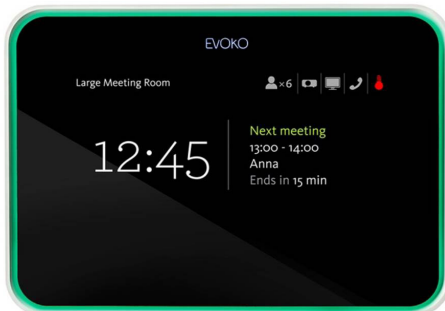 EVOKO
Large Meeting Room
×6
12:45
Next meeting
13:00 - 14:00
Anna
Ends in 15 min